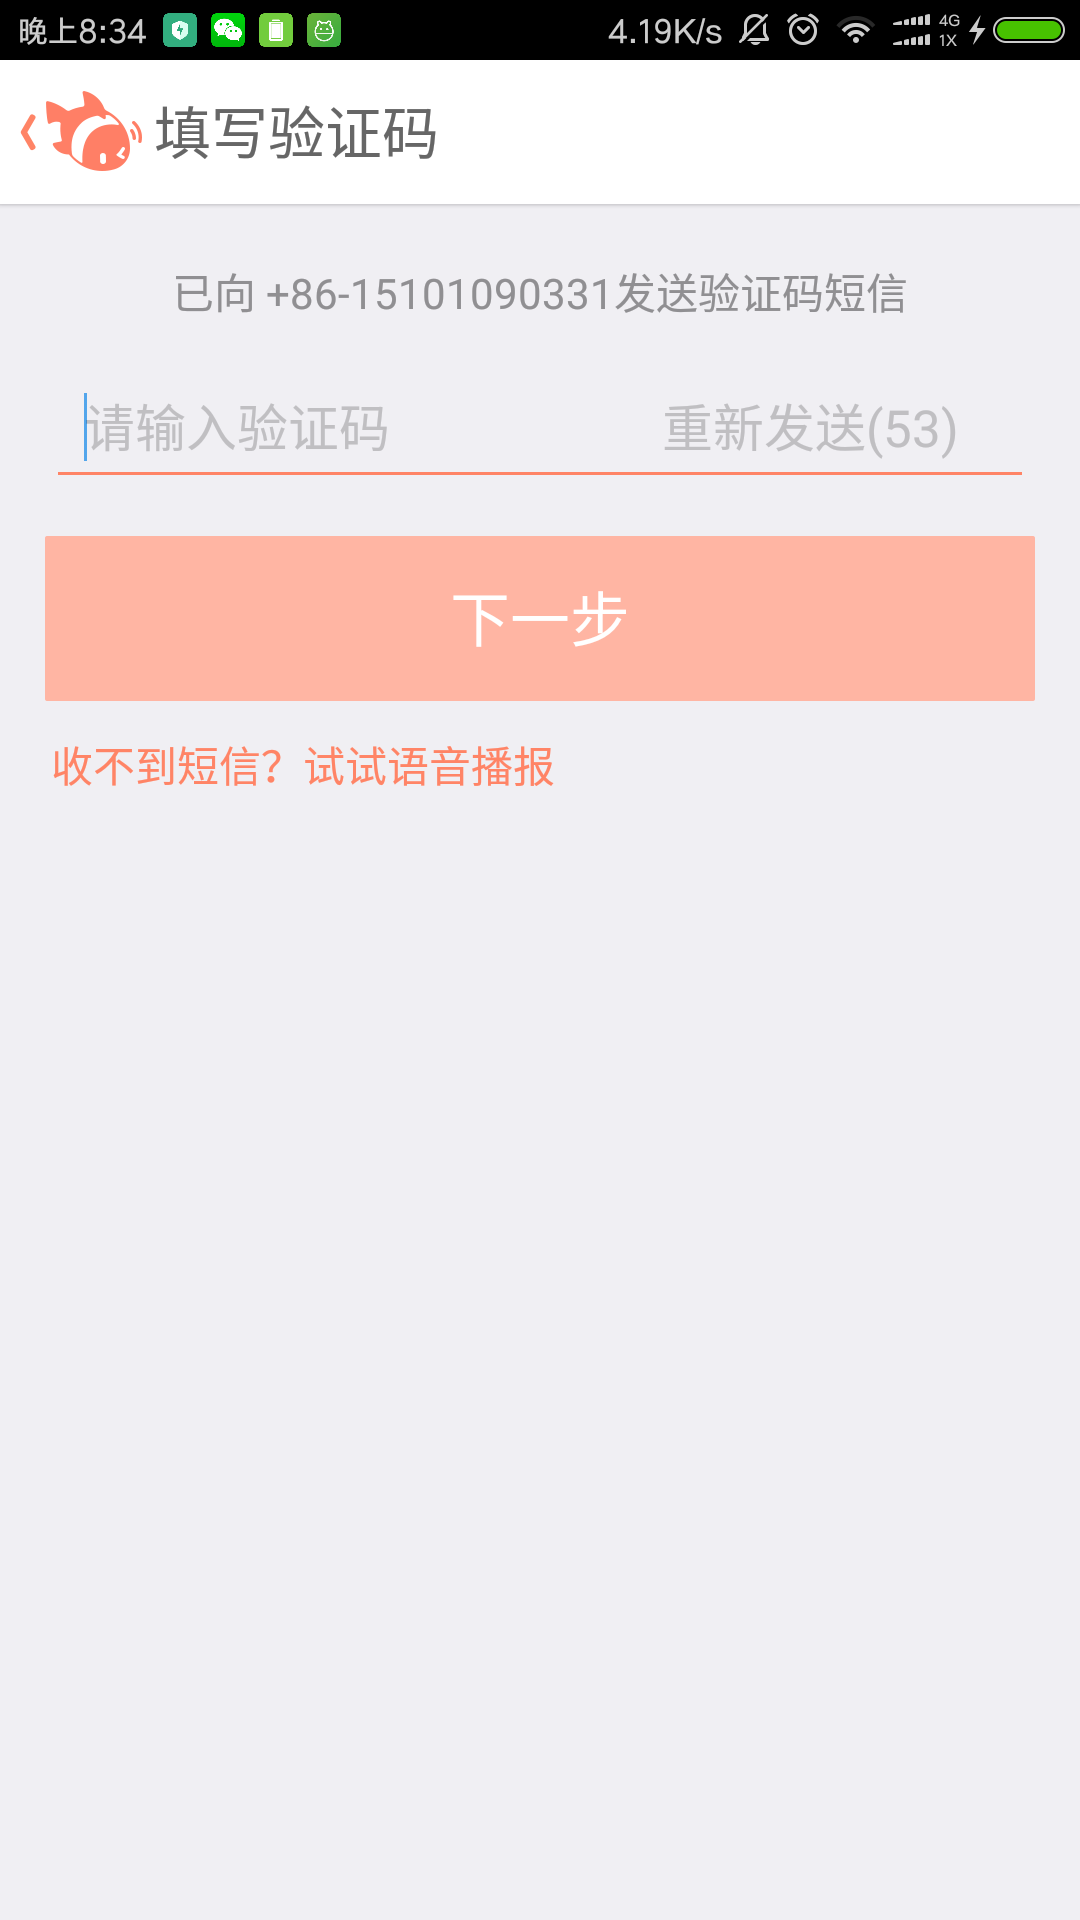 晚上8:34
4.19K/s
4G
1X
填写验证码
已向 +86-15101090331发送验证码短信
请输入验证码
重新发送(53)
下一步
收不到短信？试试语音播报